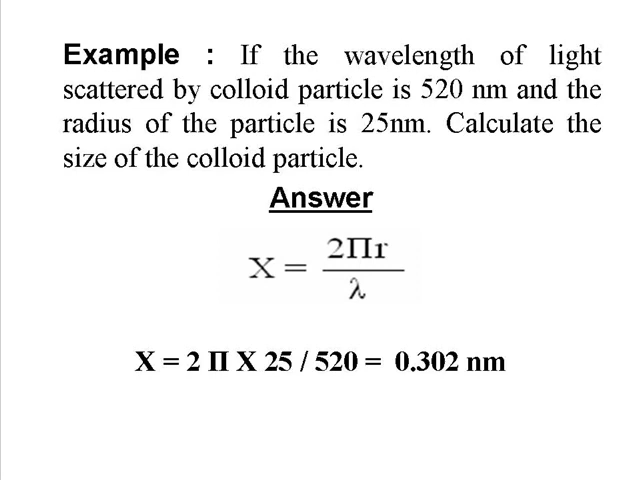 Example : If the wavelength of light
scattered by colloid particle is 520 nm and the
radius of the particle is 25nm. Calculate the
size of the colloid particle.
Answer
X = 2Πr / λ
X = 2 Π X 25 / 520 = 0.302 nm